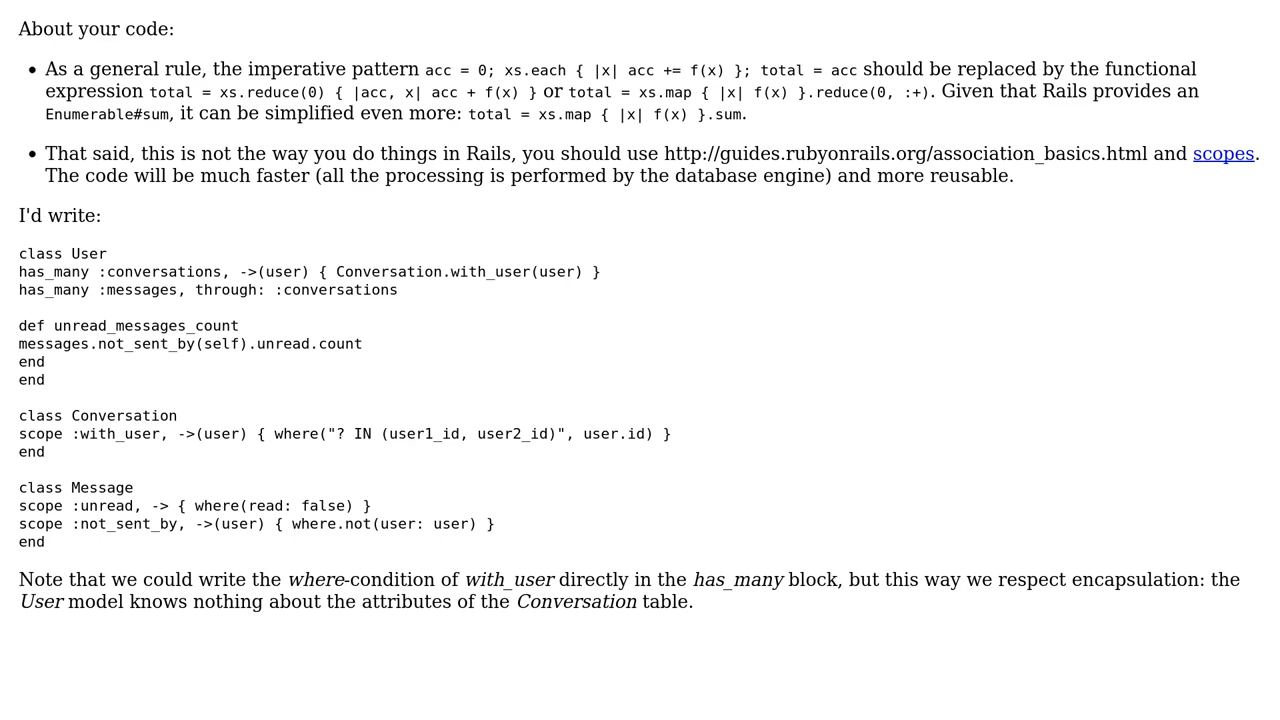 About your code:
As a general rule, the imperative pattern acc = 0; xs.each { |x| acc += f(x) }; total = acc should be replaced by the functional
expression total = xs.reduce(0) { |acc, x| acc + f(x) } or total = xs.map { |x| f(x) }.reduce(0, :+). Given that Rails provides an
Enumerable#sum, it can be simplified even more: total = xs.map { |x| f(x) }.sum.
That said, this is not the way you do things in Rails, you should use http://guides.rubyonrails.org/association_basics.html and scopes.
The code will be much faster (all the processing is performed by the database engine) and more reusable.
I'd write:
class User
has_many :conversations, ->(user) { Conversation.with_user(user) }
has_many :messages, through: :conversations
def unread_messages_count
messages.not_sent_by(self).unread.count
end
end
class Conversation
scope :with_user, ->(user) { where("? IN (user1_id, user2_id)", user.id) }
end
class Message
scope :unread, -> { where(read: false) }
scope :not_sent_by, ->(user) { where.not(user: user) }
end
Note that we could write the where-condition of with_user directly in the has_many block, but this way we respect encapsulation: the
User model knows nothing about the attributes of the Conversation table.